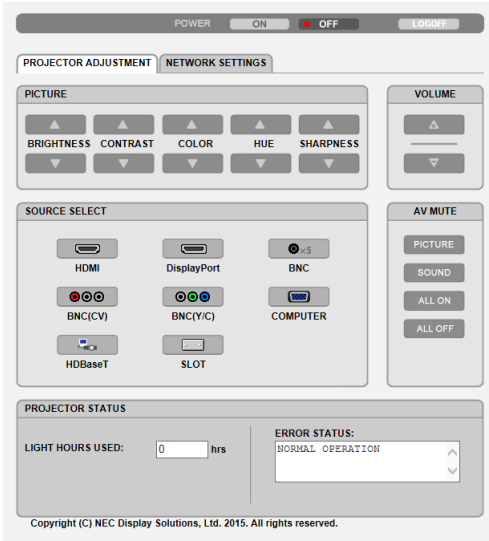 POWER ON OFF LOGOFF
PROJECTOR ADJUSTMENT NETWORK SETTINGS
PICTURE
BRIGHTNESS CONTRAST COLOR HUE SHARPNESS
VOLUME
SOURCE SELECT
HDMI DisplayPort ×5 BNC
BNC(CV) BNC(Y/C) COMPUTER
HDBaseT SLOT
AV MUTE
PICTURE
SOUND
ALL ON
ALL OFF
PROJECTOR STATUS
LIGHT HOURS USED: 0 hrs
ERROR STATUS:
NORMAL OPERATION
Copyright (C) NEC Display Solutions, Ltd. 2015. All rights reserved.